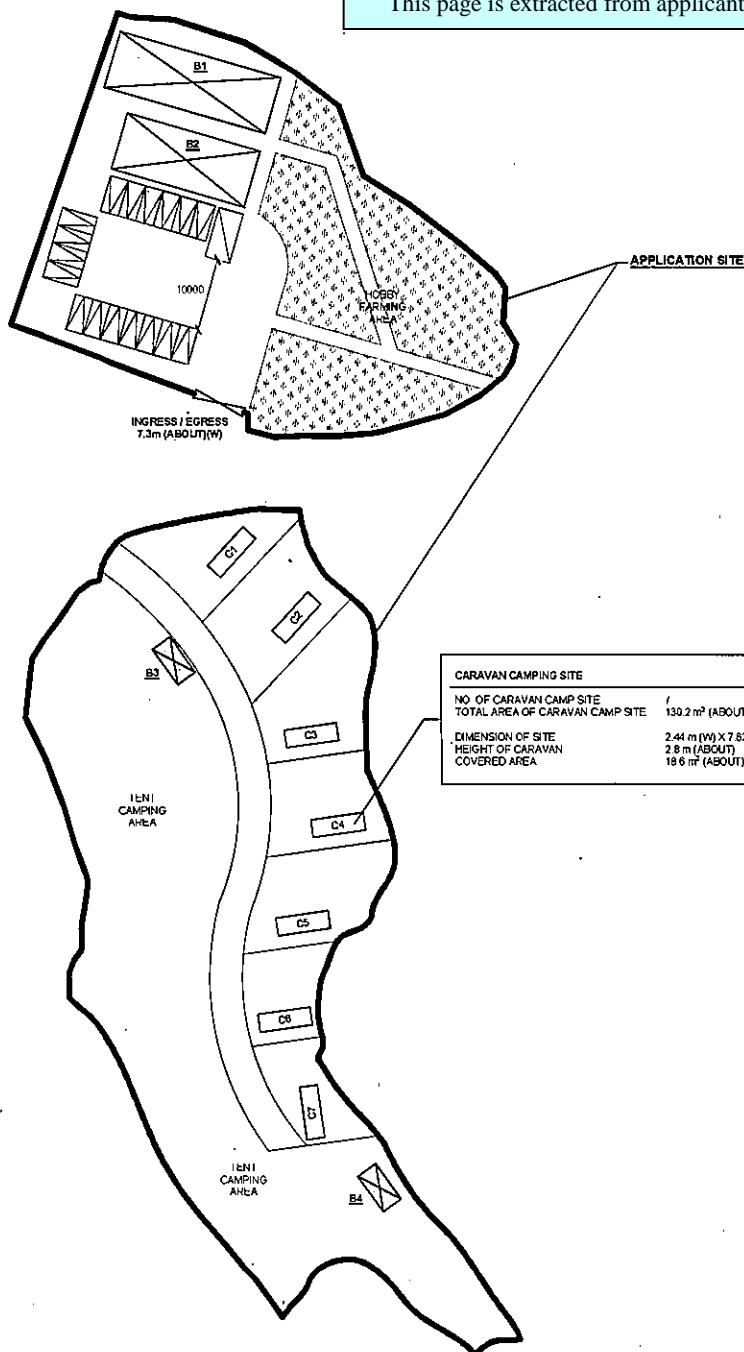 This page is extracted from applicant
B1
B2
10000
HOBBY
FARMING
AREA
APPLICATION SITE
INGRESS / EGRESS
7.3m (ABOUT)(W)
C1
C2
B3
C3
CARAVAN CAMPING SITE
NO. OF CARAVAN CAMP SITE
TOTAL AREA OF CARAVAN CAMP SITE 130.2 m² (ABOUT
DIMENSION OF SITE 2.44 m (W) X
HEIGHT OF CARAVAN 2.8 m (ABOUT)
COVERED AREA 18.6 m² (ABOUT)
TENT
CAMPING
AREA
C4
C5
C6
C7
TENT
CAMPING
AREA
B4